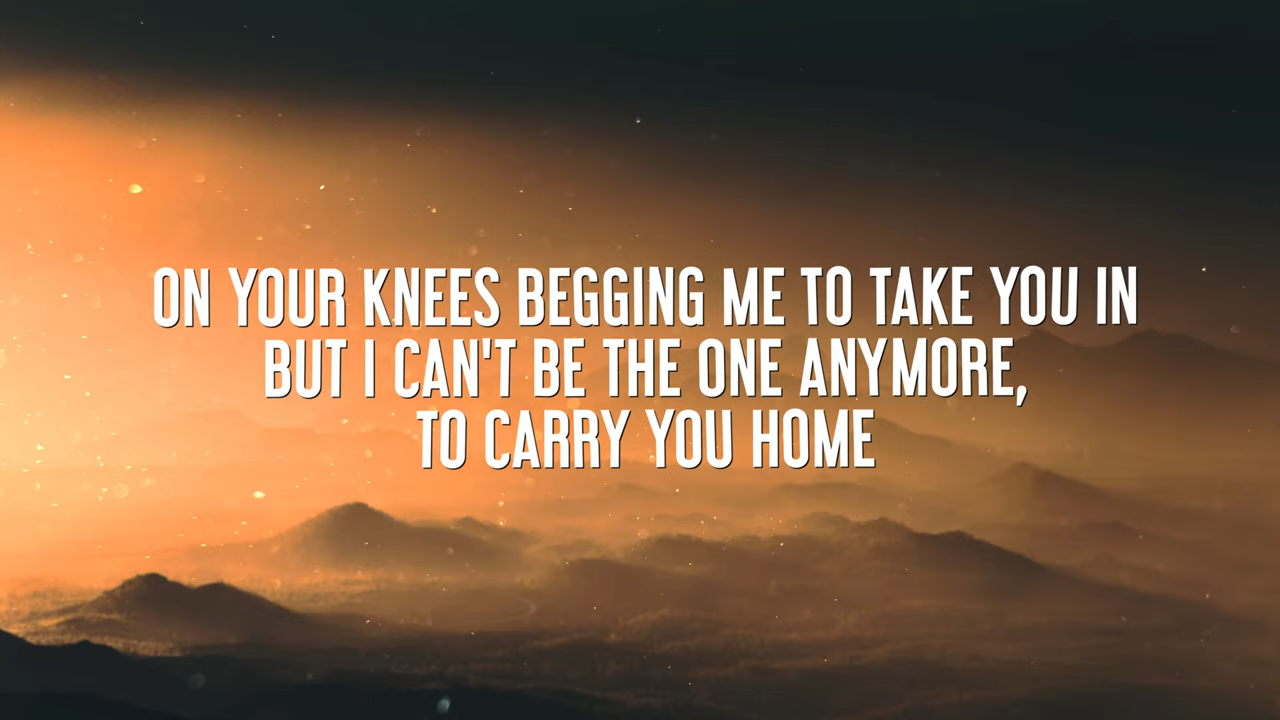 ON YOUR KNEES BEGGING ME TO TAKE YOU IN
BUT I CAN'T BE THE ONE ANYMORE,
TO CARRY YOU HOME